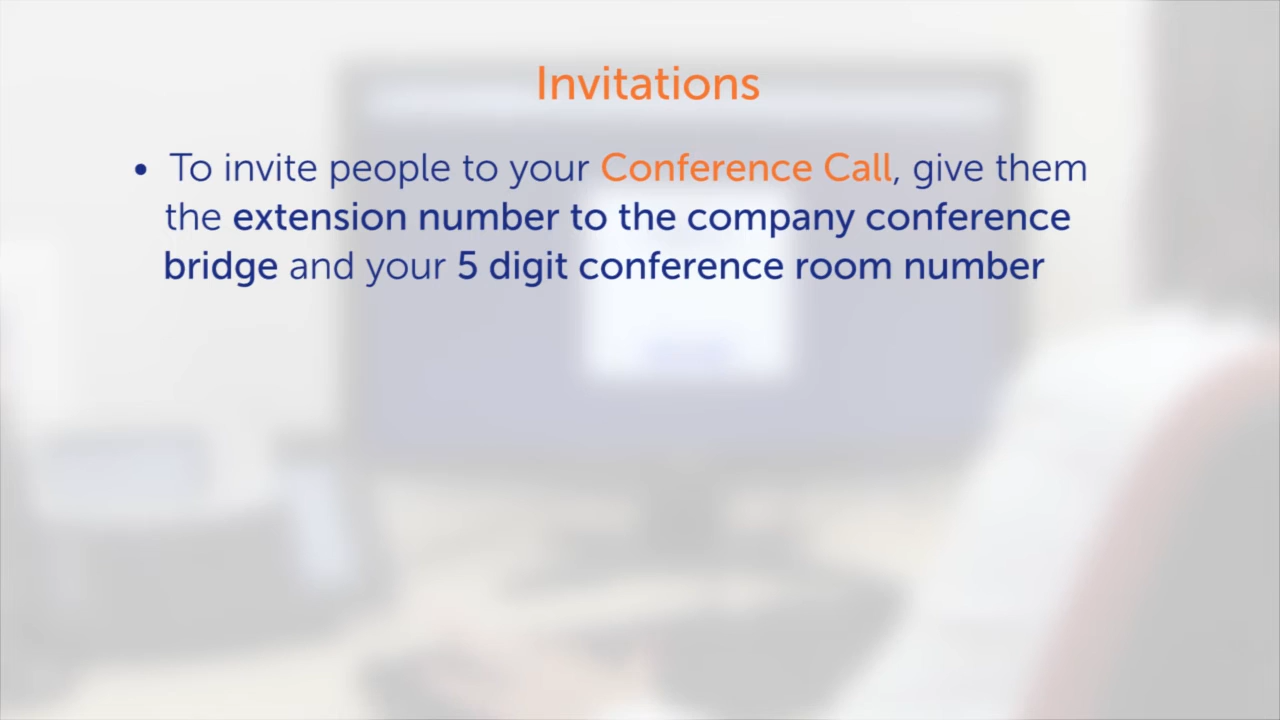 Invitations
• To invite people to your Conference Call, give them
the extension number to the company conference
bridge and your 5 digit conference room number